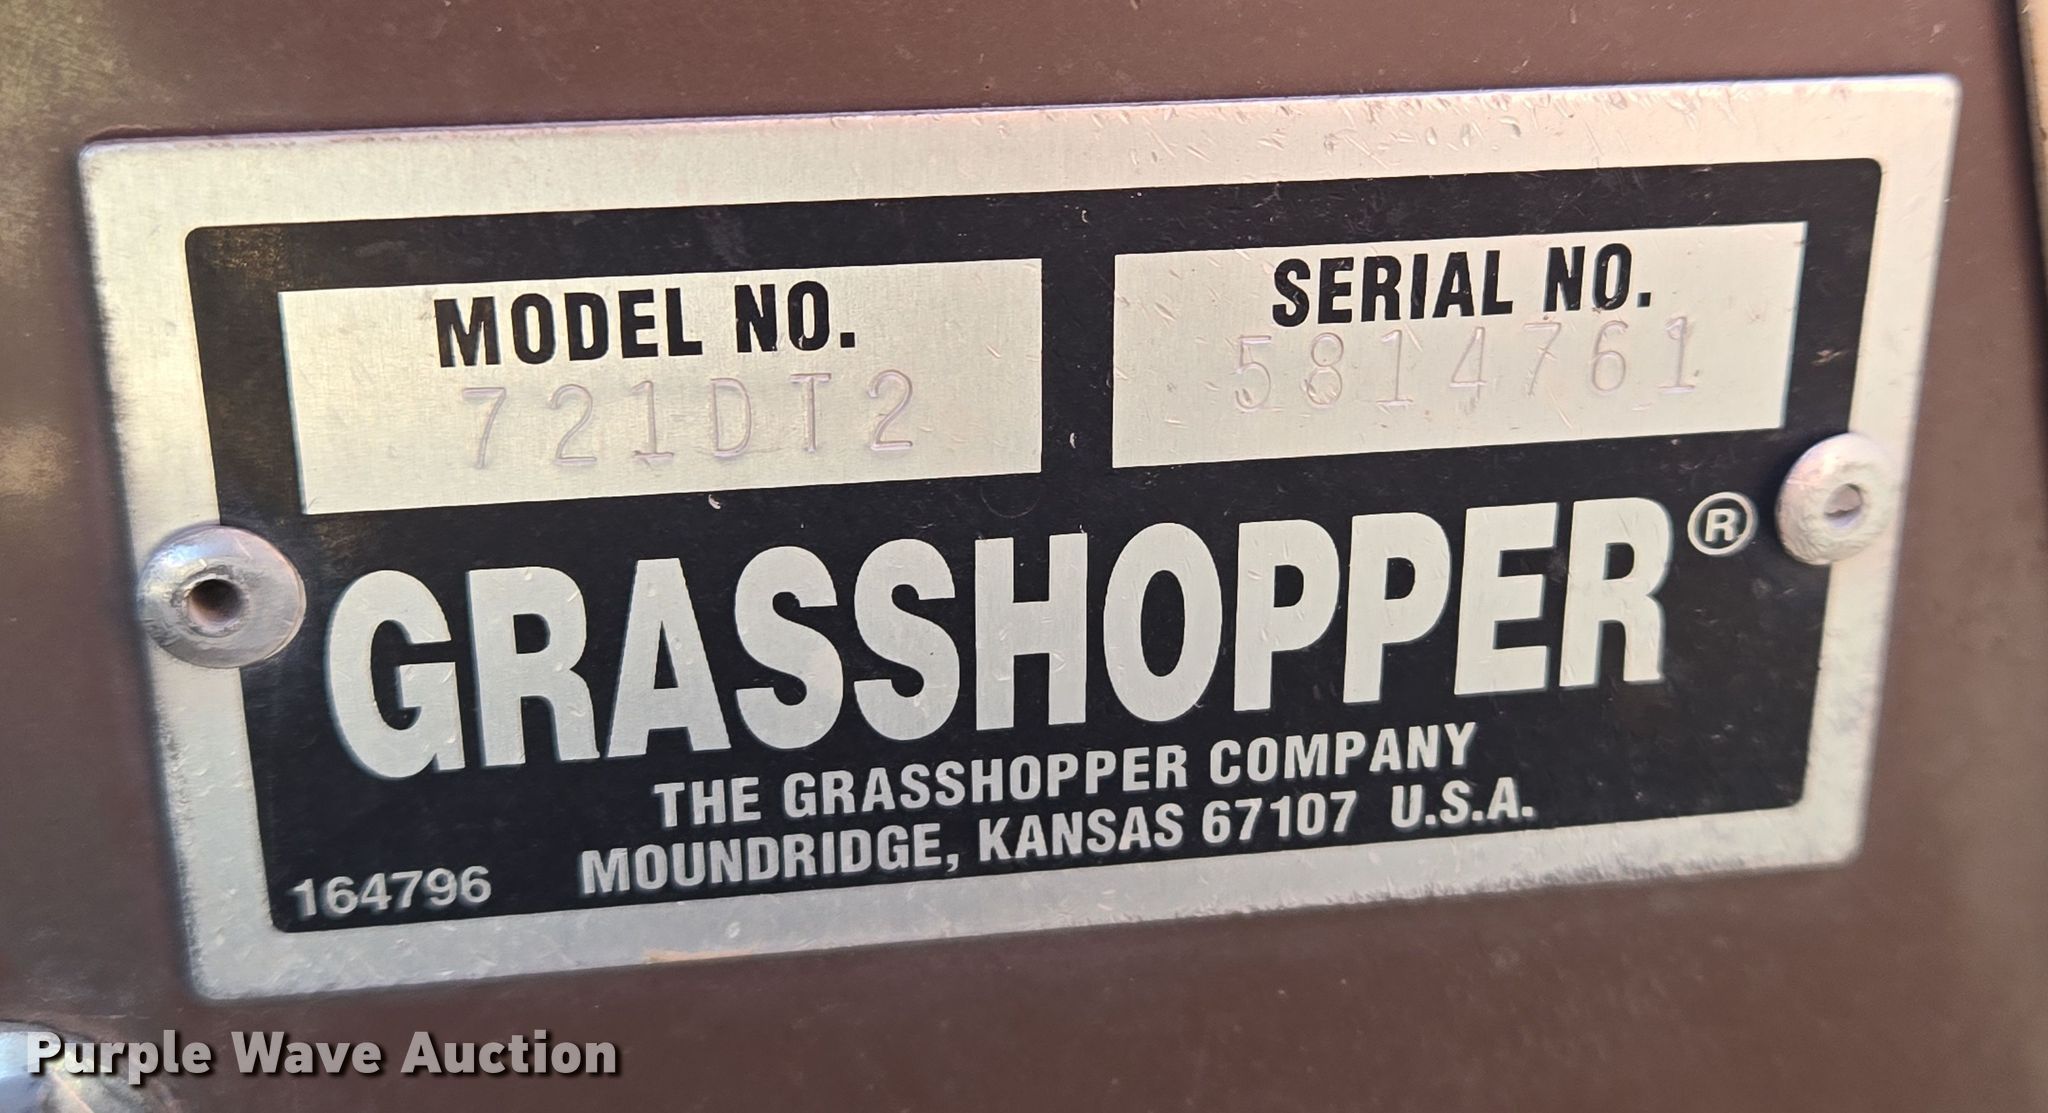 MODEL NO.
721DT2
SERIAL NO.
5814761
GRASSHOPPER®
THE GRASSHOPPER COMPANY
MOUNDRIDGE, KANSAS 67107 U.S.A.
164796
Purple Wave Auction